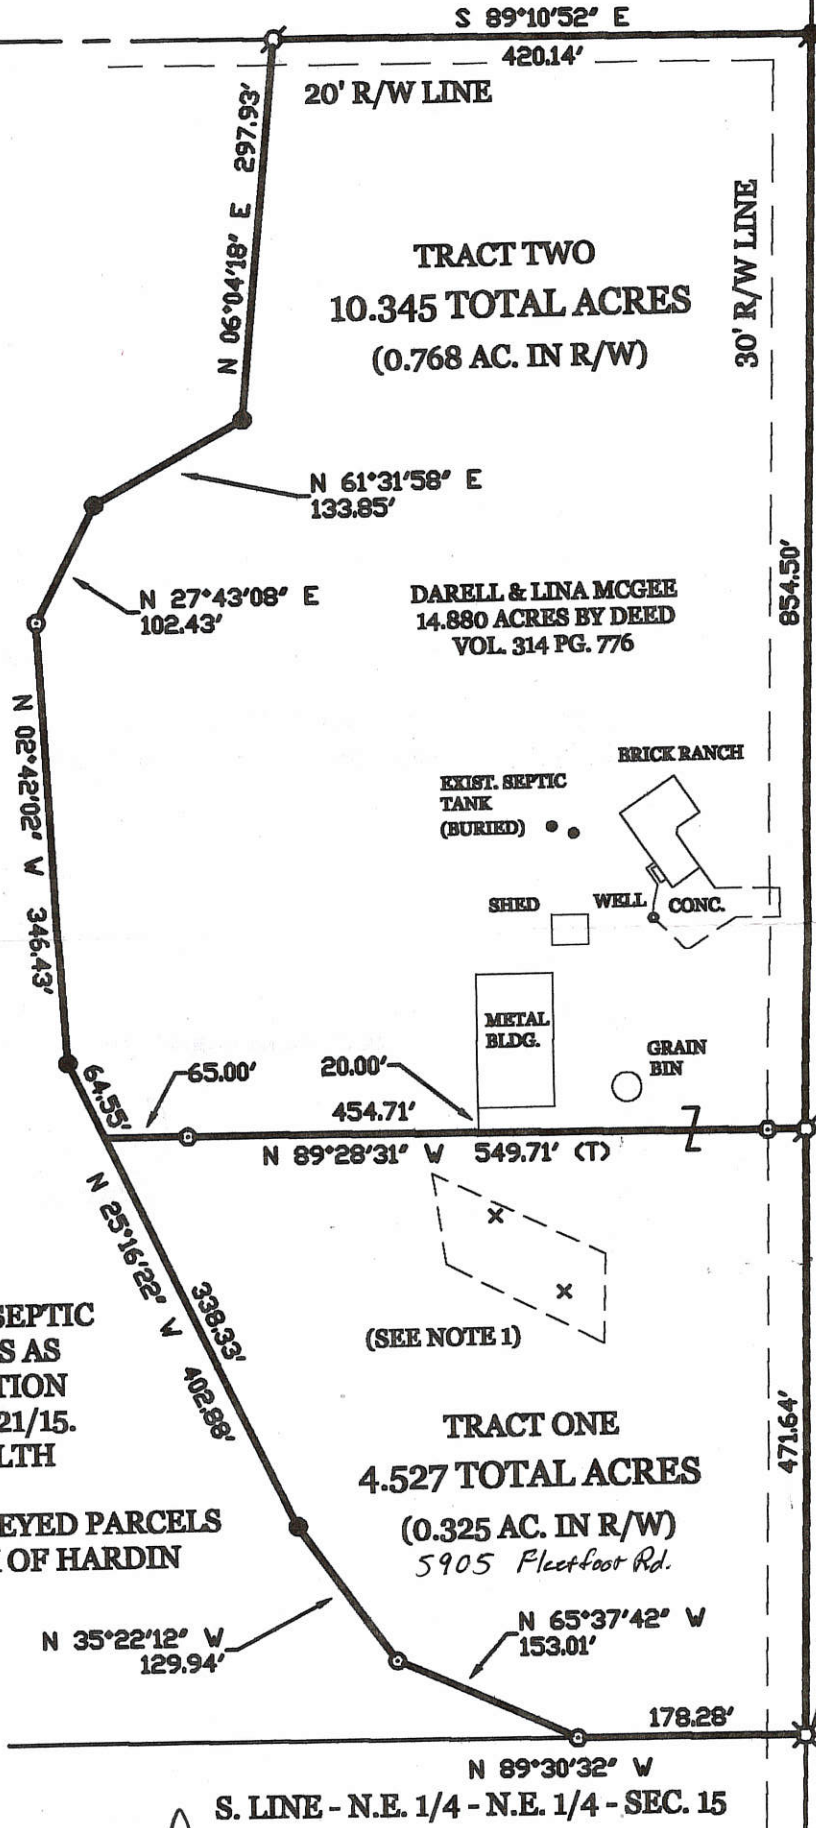 S 89°10'52" E
420.14'
20' R/W LINE
N 06°04'18" E 297.93'
30' R/W LINE
TRACT TWO
10.345 TOTAL ACRES
(0.768 AC. IN R/W)
N 61°31'58" E
133.85'
N 27°43'08" E
102.43'
854.50'
DARELL & LINA MCGEE
14.880 ACRES BY DEED
VOL. 314 PG. 776
N 02°42'02" W 346.43'
BRICK RANCH
EXIST. SEPTIC
TANK
(BURIED)
SHED
WELL
CONC.
METAL
BLDG.
GRAIN
BIN
64.55'
65.00'
20.00'
454.71'
N 89°28'31" W 549.71' (T)
N 25°16'22" W 402.88'
338.33'
(SEE NOTE 1)
SEPTIC
S AS
TION
21/15.
LTH
EYED PARCELS
OF HARDIN
TRACT ONE
4.527 TOTAL ACRES
(0.325 AC. IN R/W)
5905 Fleetfoot Rd.
471.64'
N 35°22'12" W
129.94'
N 65°37'42" W
153.01'
178.28'
N 89°30'32" W
S. LINE - N.E. 1/4 - N.E. 1/4 - SEC. 15